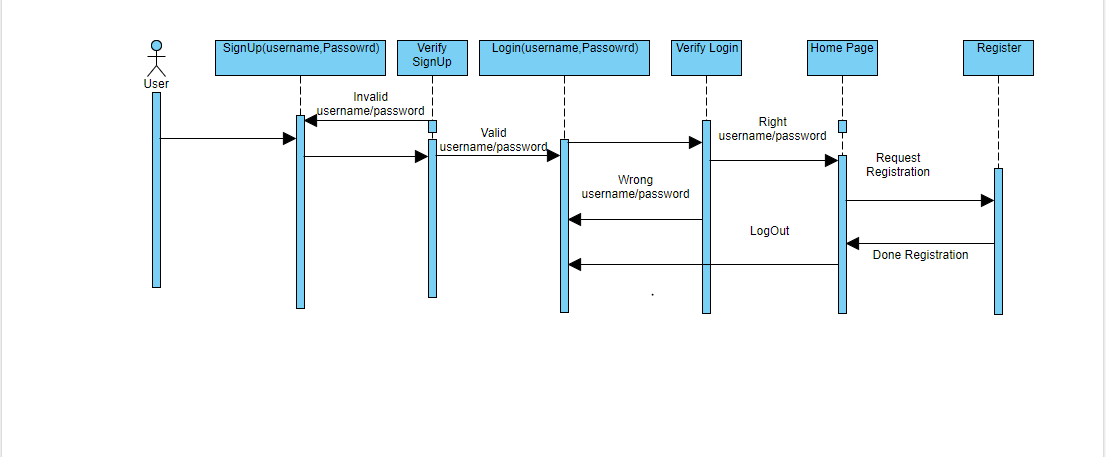 SignUp(username,Passowrd)
Verify
SignUp
Login(username,Passowrd)
Verify Login
Home Page
Register
User
Invalid
username/password
Valid
username/password
Right
username/password
Request
Registration
Wrong
username/password
LogOut
Done Registration